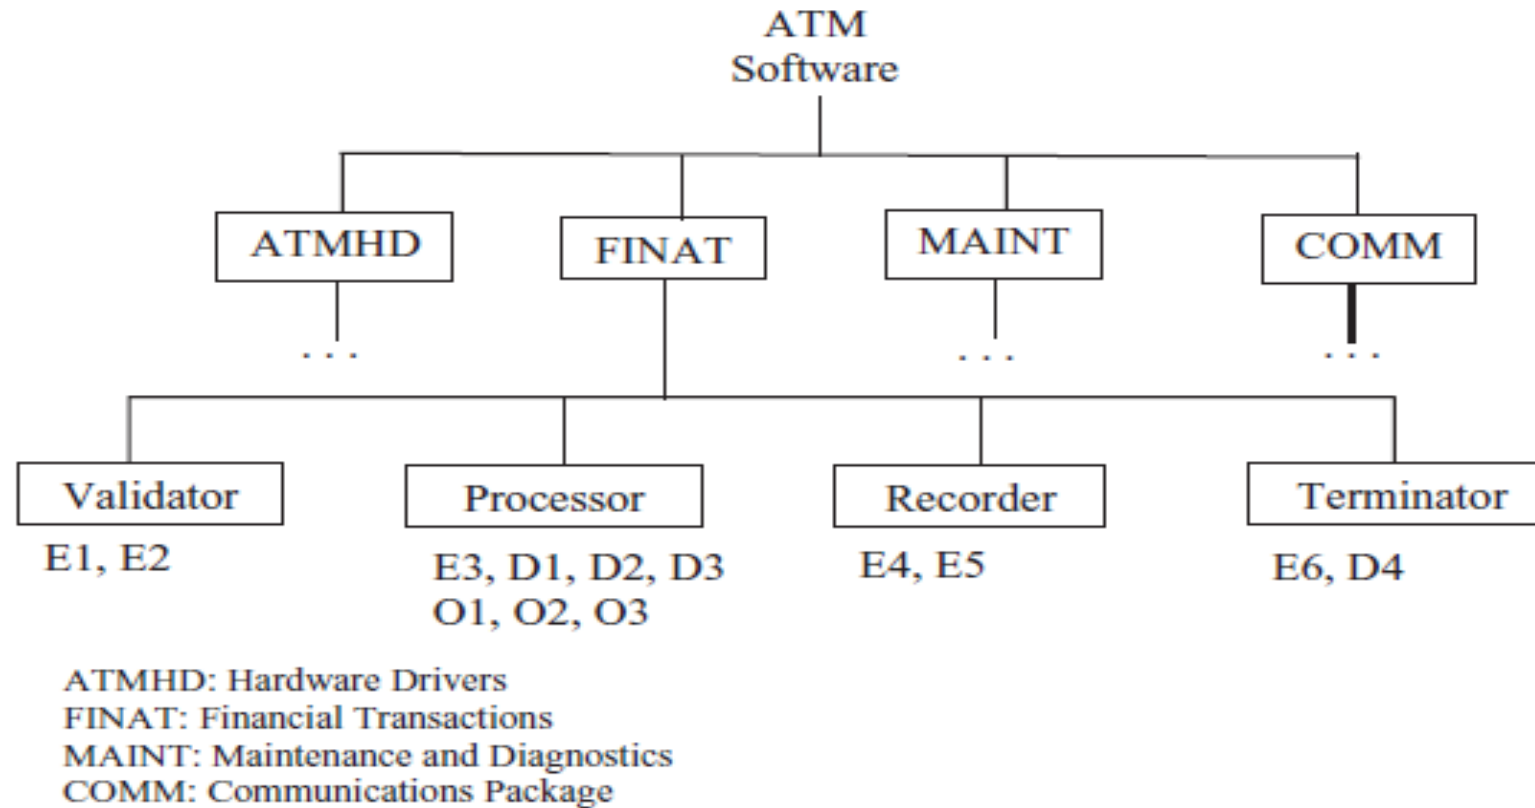 ATM
Software
ATMHD
FINAT
MAINT
COMM
. . .
. . .
. . .
Validator
Processor
Recorder
Terminator
E1, E2
E3, D1, D2, D3
O1, O2, O3
E4, E5
E6, D4
ATMHD: Hardware Drivers
FINAT: Financial Transactions
MAINT: Maintenance and Diagnostics
COMM: Communications Package